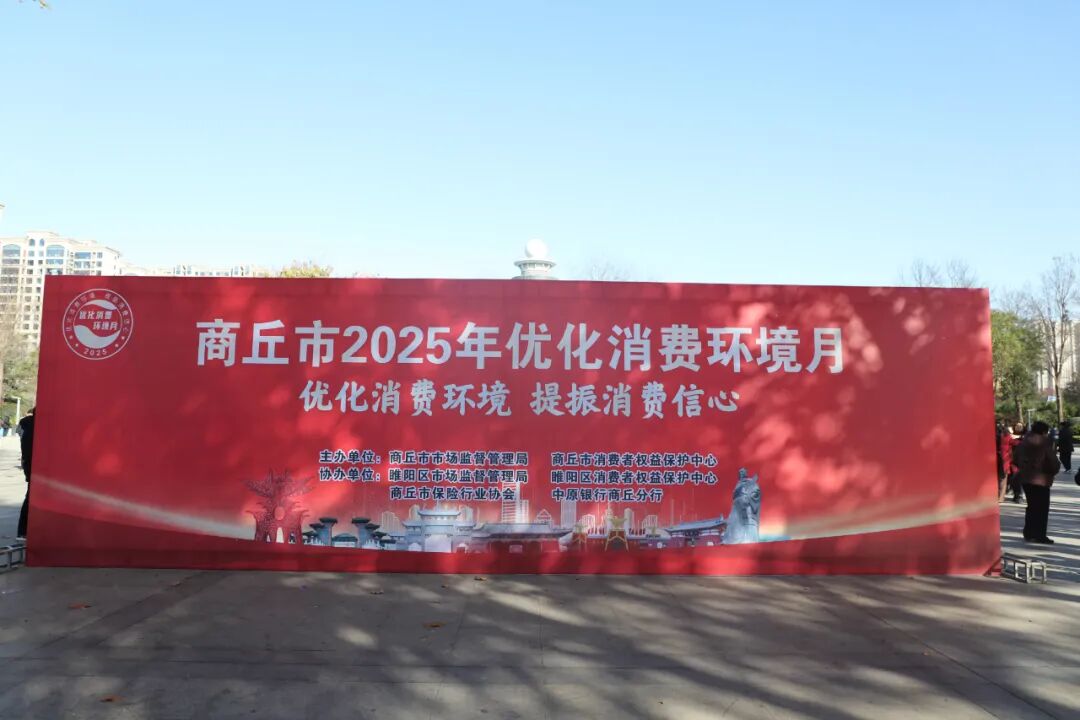 优化消费
环境月
2025
商丘市2025年优化消费环境月
优化消费环境 提振消费信心
主办单位：商丘市市场监督管理局 商丘市消费者权益保护中心
协办单位：睢阳区市场监督管理局 睢阳区消费者权益保护中心
商丘市保险行业协会 中原银行商丘分行